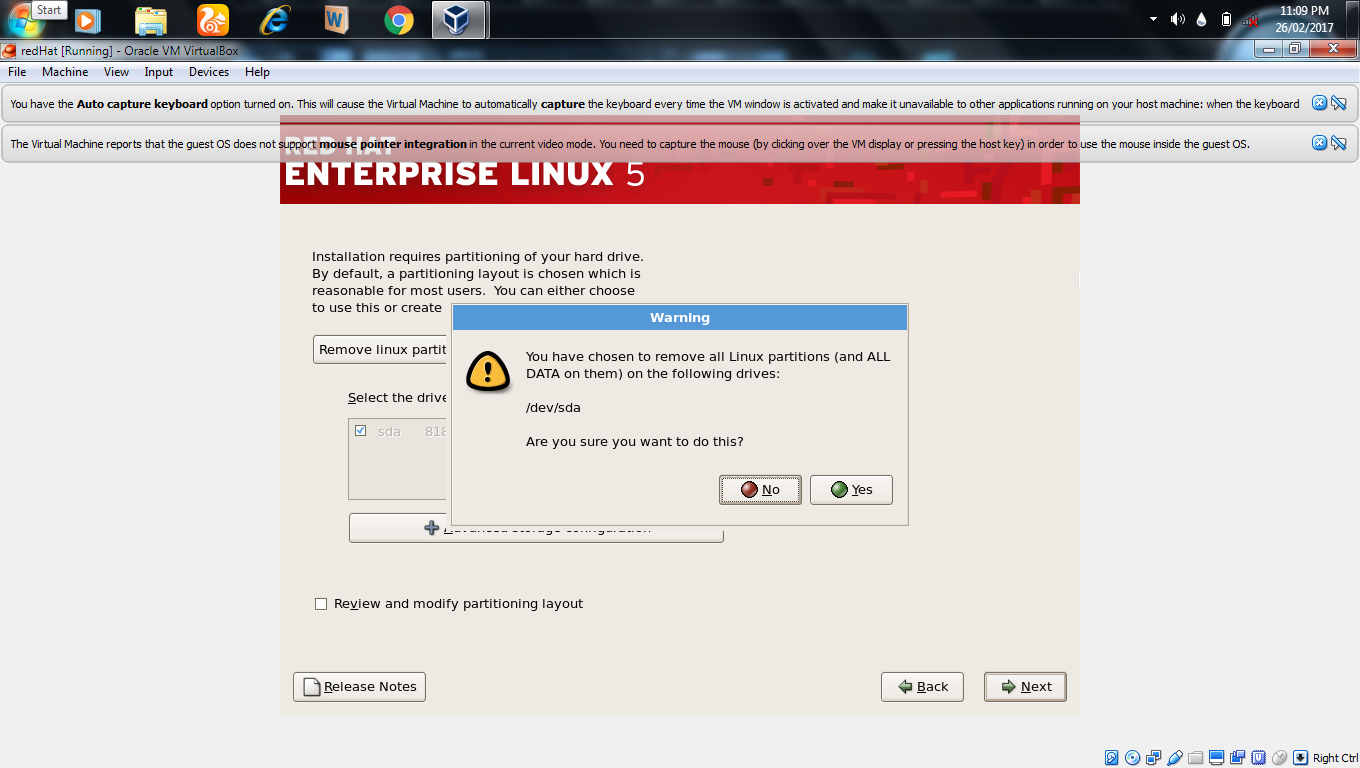 Start
11:09 PM
26/02/2017
redHat [Running] - Oracle VM VirtualBox
File Machine View Input Devices Help
You have the Auto capture keyboard option turned on. This will cause the Virtual Machine to automatically capture the keyboard every time the VM window is activated and make it unavailable to other applications running on your host machine: when the keyboard
The Virtual Machine reports that the guest OS does not support mouse pointer integration in the current video mode. You need to capture the mouse (by clicking over the VM display or pressing the host key) in order to use the mouse inside the guest OS.
RED HAT
ENTERPRISE LINUX 5
Installation requires partitioning of your hard drive.
By default, a partitioning layout is chosen which is
reasonable for most users. You can either choose
to use this or create
Warning
Remove linux partit
You have chosen to remove all Linux partitions (and ALL
DATA on them) on the following drives:
/dev/sda
Are you sure you want to do this?
No Yes
Select the drive
sda 818
Advanced storage configuration
Review and modify partitioning layout
Release Notes Back Next
Right Ctrl